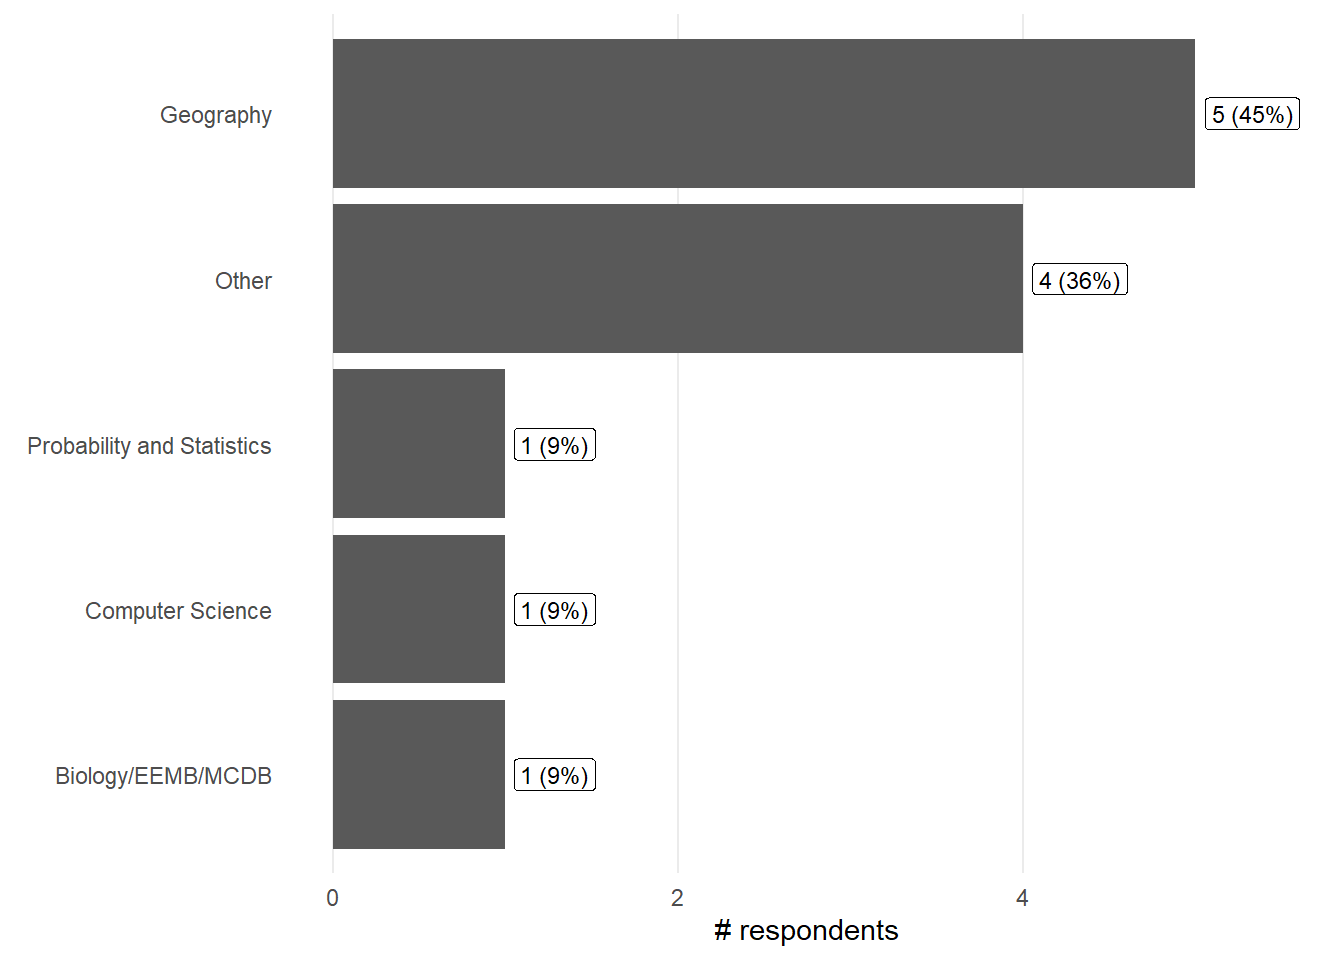 Geography
5 (45%)
Other
4 (36%)
Probability and Statistics
1 (9%)
Computer Science
1 (9%)
Biology/EEMB/MCDB
1 (9%)
0 2 4
# respondents